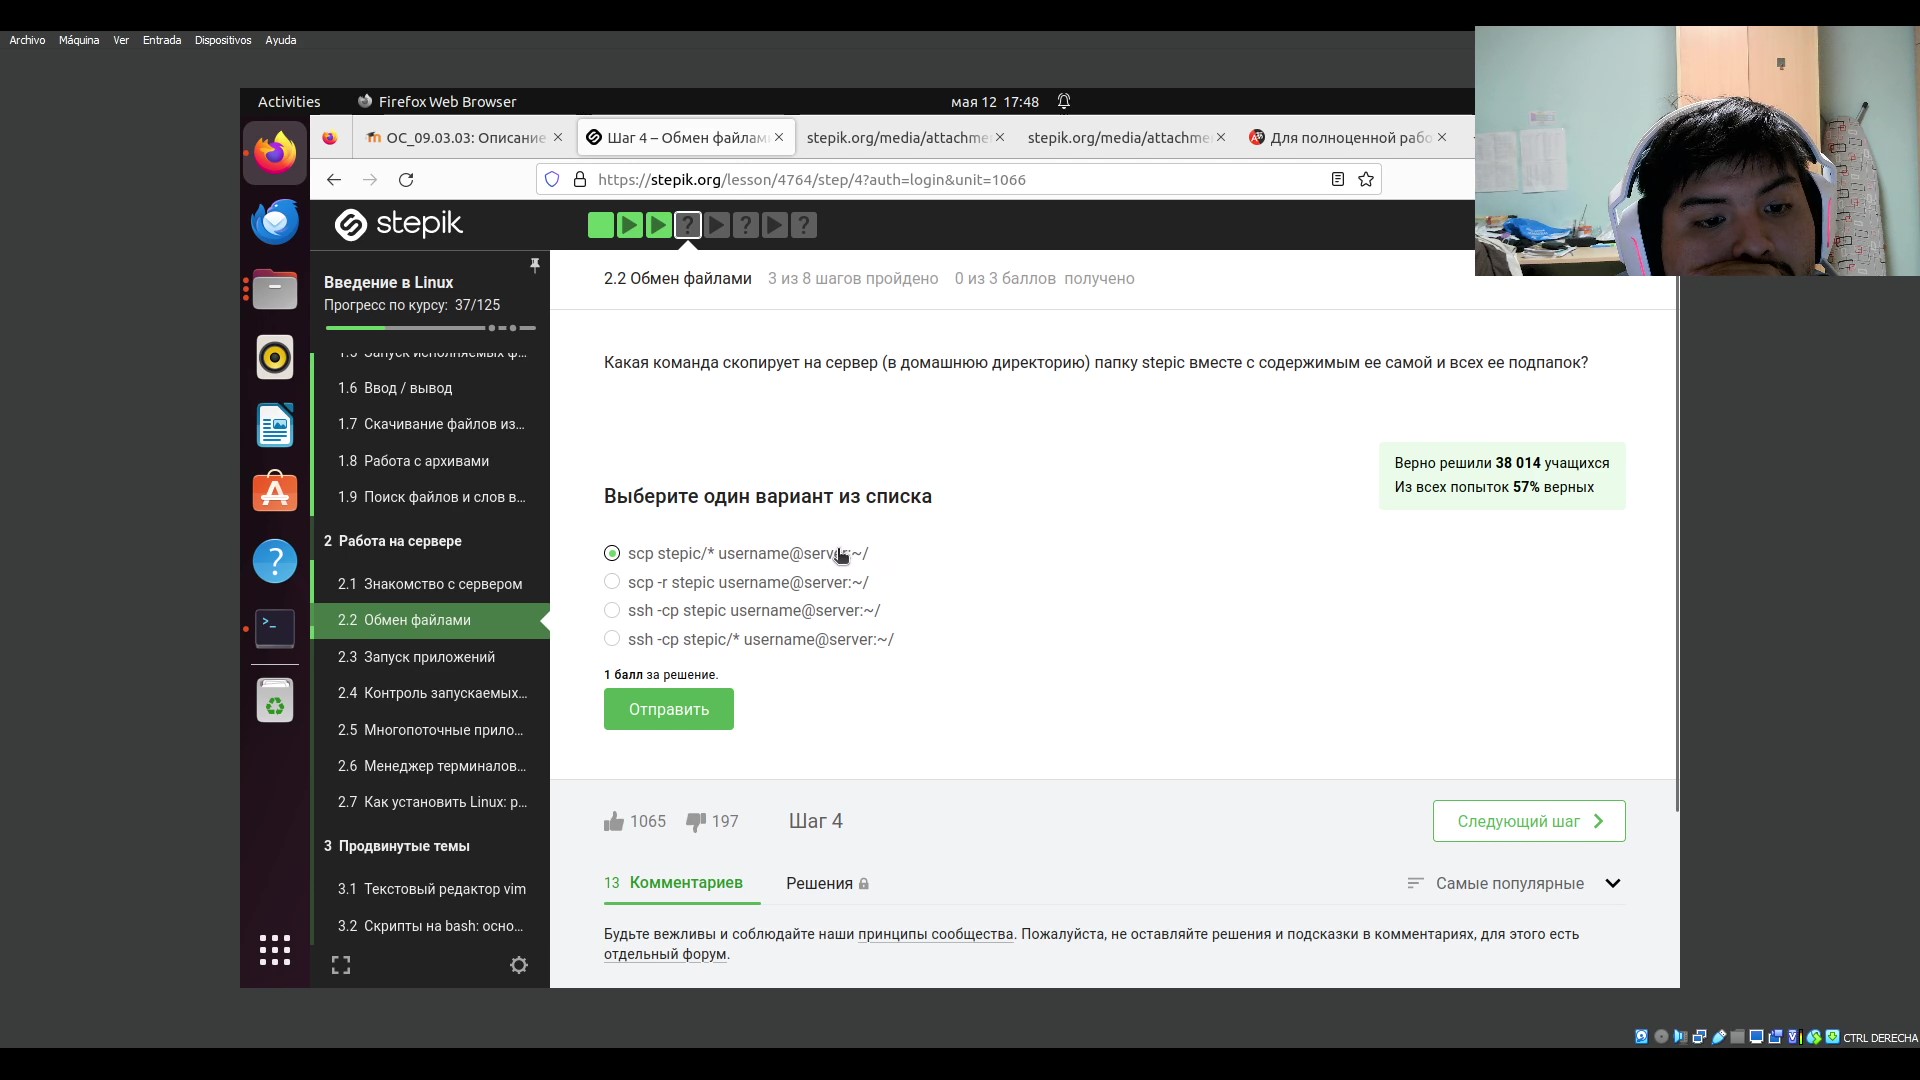 Archivo Máquina Ver Entrada Dispositivos Ayuda
Activities Firefox Web Browser мая 12 17:48
ОС_09.03.03: Описание
Шаг 4 – Обмен файлам
stepik.org/media/attachme
stepik.org/media/attachme
Для полноценной рабо
https://stepik.org/lesson/4764/step/4?auth=login&unit=1066
stepik
Введение в Linux
Прогресс по курсу: 37/125
1.5 Запуск исполняемых ф...
1.6 Ввод / вывод
1.7 Скачивание файлов из...
1.8 Работа с архивами
1.9 Поиск файлов и слов в...
2 Работа на сервере
2.1 Знакомство с сервером
2.2 Обмен файлами
2.3 Запуск приложений
2.4 Контроль запускаемых...
2.5 Многопоточные прило...
2.6 Менеджер терминалов...
2.7 Как установить Linux: р...
3 Продвинутые темы
3.1 Текстовый редактор vim
3.2 Скрипты на bash: осно...
2.2 Обмен файлами 3 из 8 шагов пройдено 0 из 3 баллов получено
Какая команда скопирует на сервер (в домашнюю директорию) папку stepic вместе с содержимым ее самой и всех ее подпапок?
Верно решили 38 014 учащихся
Из всех попыток 57% верных
Выберите один вариант из списка
scp stepic/* username@server:~/
scp -r stepic username@server:~/
ssh -cp stepic username@server:~/
ssh -cp stepic/* username@server:~/
1 балл за решение.
Отправить
1065 197 Шаг 4
Следующий шаг
13 Комментариев Решения
Самые популярные
Будьте вежливы и соблюдайте наши принципы сообщества. Пожалуйста, не оставляйте решения и подсказки в комментариях, для этого есть
отдельный форум.
CTRL DERECHA